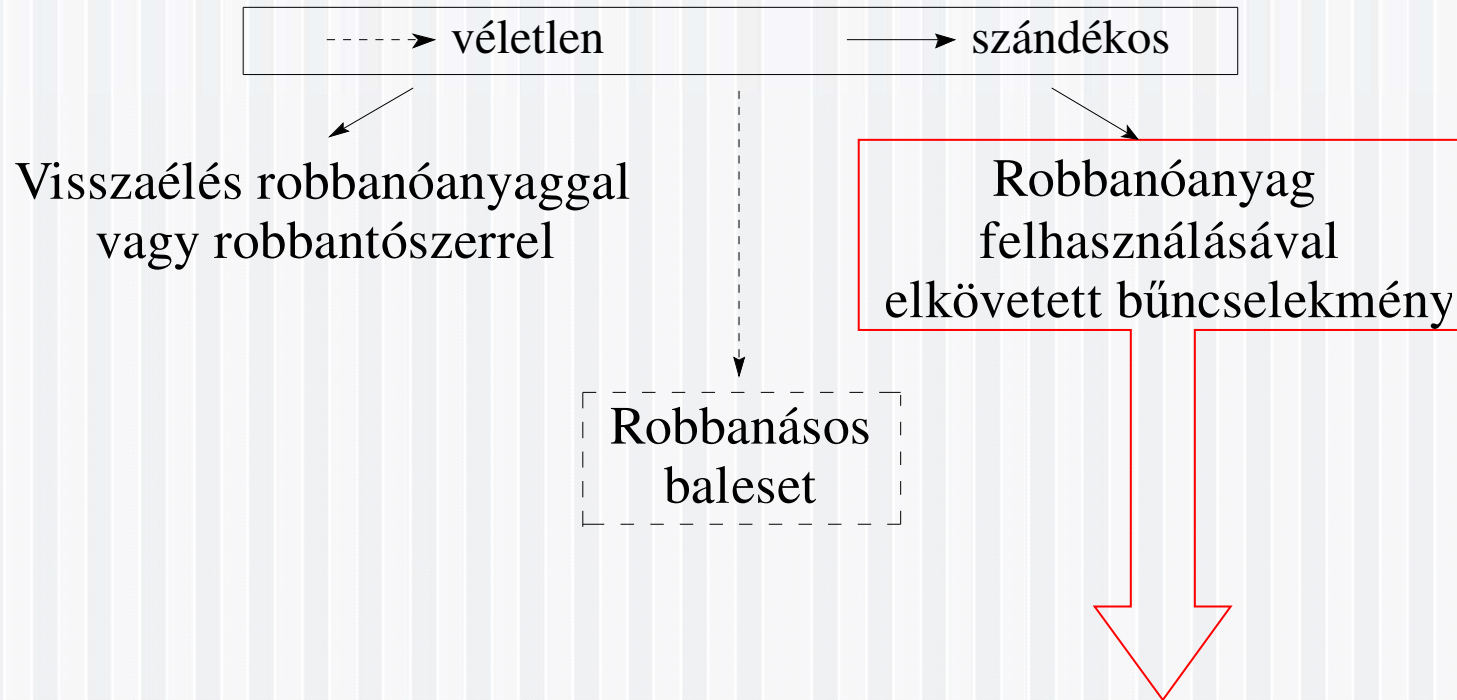 véletlen szándékos
Visszaélés robbanóanyaggal
vagy robbantószerrel
Robbanóanyag
felhasználásával
elkövetett bűncselekmény
Robbanásos
baleset